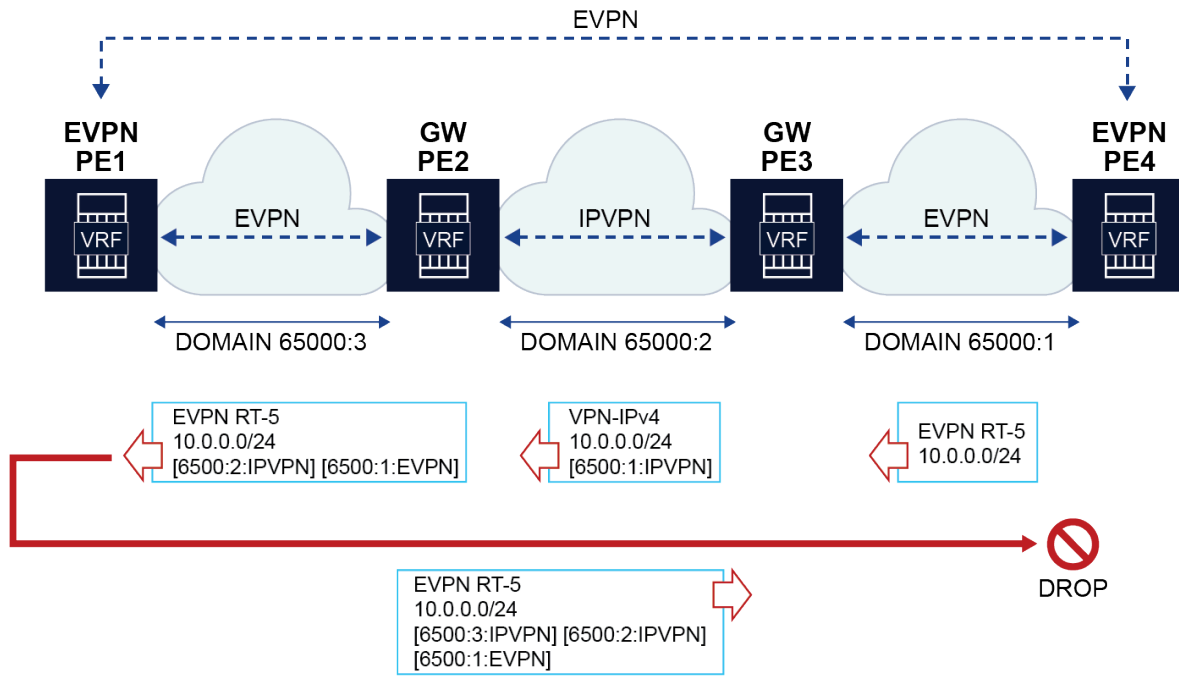 EVPN
EVPN
PE1
GW
PE2
GW
PE3
EVPN
PE4
VRF
EVPN
VRF
IPVPN
VRF
EVPN
VRF
DOMAIN 65000:3
DOMAIN 65000:2
DOMAIN 65000:1
EVPN RT-5
10.0.0.0/24
[6500:2:IPVPN] [6500:1:EVPN]
VPN-IPv4
10.0.0.0/24
[6500:1:IPVPN]
EVPN RT-5
10.0.0.0/24
DROP
EVPN RT-5
10.0.0.0/24
[6500:3:IPVPN] [6500:2:IPVPN]
[6500:1:EVPN]